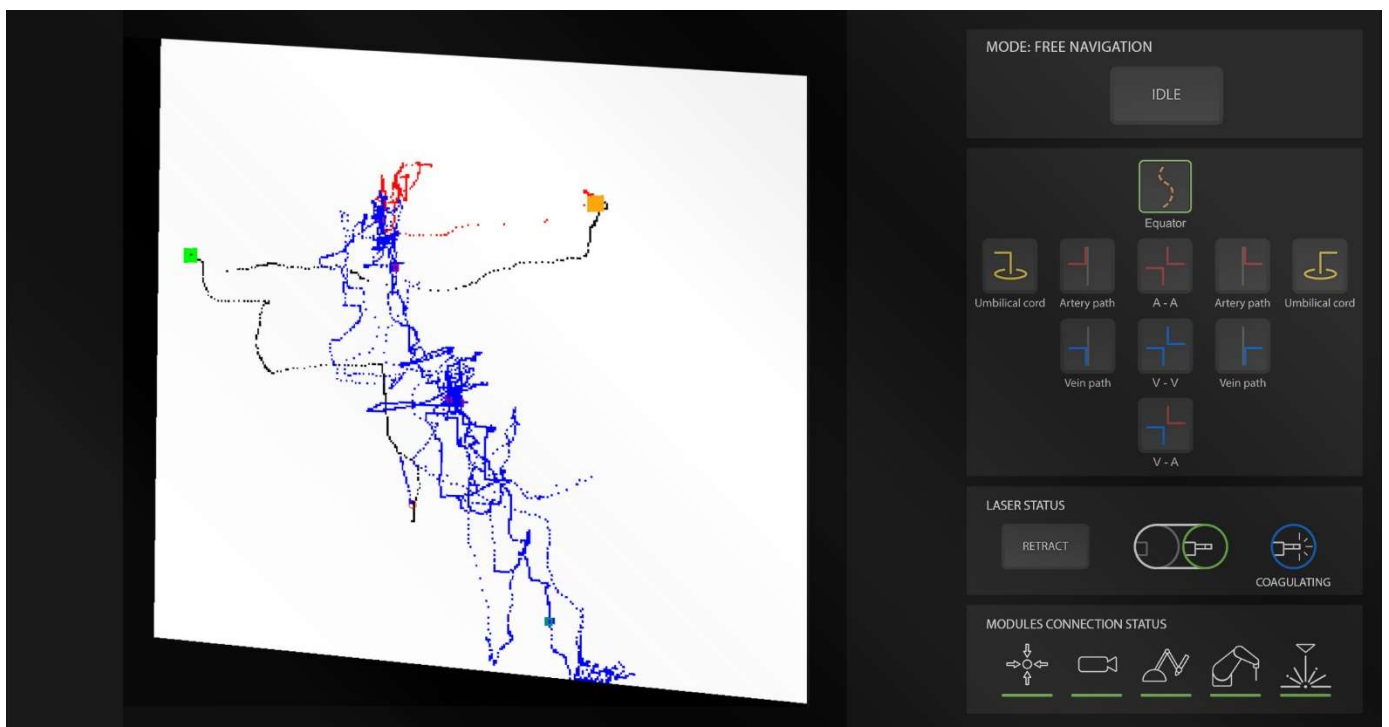 MODE: FREE NAVIGATION
IDLE
Equator
Umbilical cord
Artery path
A - A
Artery path
Umbilical cord
Vein path
V - V
Vein path
V - A
LASER STATUS
RETRACT
COAGULATING
MODULES CONNECTION STATUS